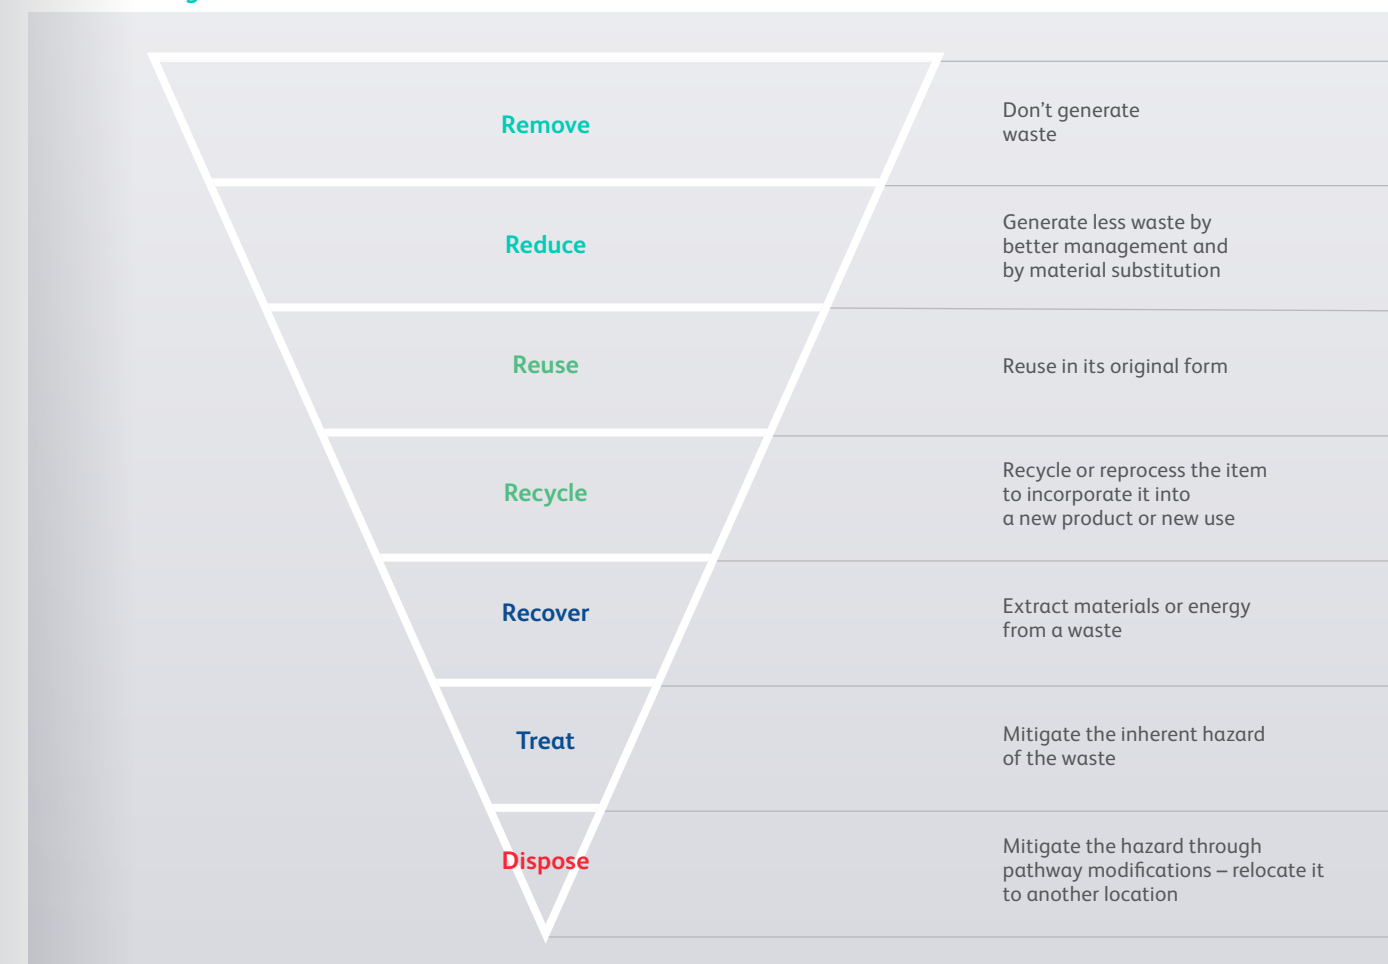 Remove
Don't generate
waste
Reduce
Generate less waste by
better management and
by material substitution
Reuse
Reuse in its original form
Recycle
Recycle or reprocess the item
to incorporate it into
a new product or new use
Recover
Extract materials or energy
from a waste
Treat
Mitigate the inherent hazard
of the waste
Dispose
Mitigate the hazard through
pathway modifications – relocate it
to another location